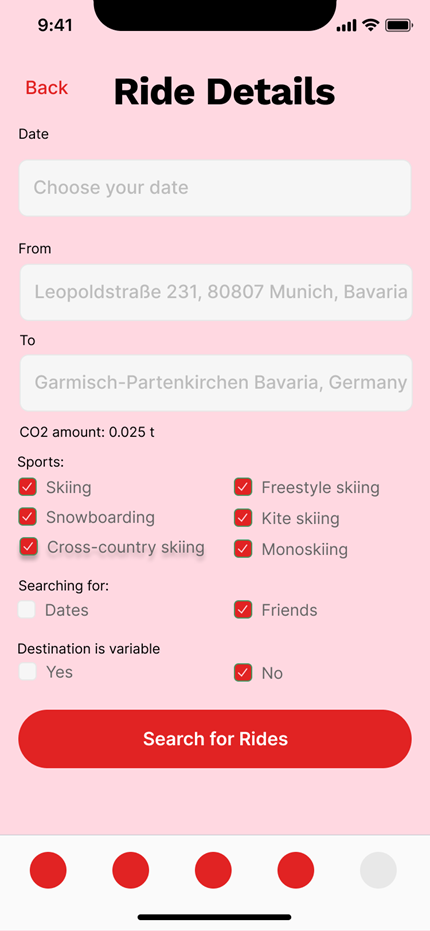 9:41
Back
Ride Details
Date
Choose your date
From
Leopoldstraße 231, 80807 Munich, Bavaria
To
Garmisch-Partenkirchen Bavaria, Germany
CO2 amount: 0.025 t
Sports:
Skiing
Freestyle skiing
Snowboarding
Kite skiing
Cross-country skiing
Monoskiing
Searching for:
Dates
Friends
Destination is variable
Yes
No
Search for Rides